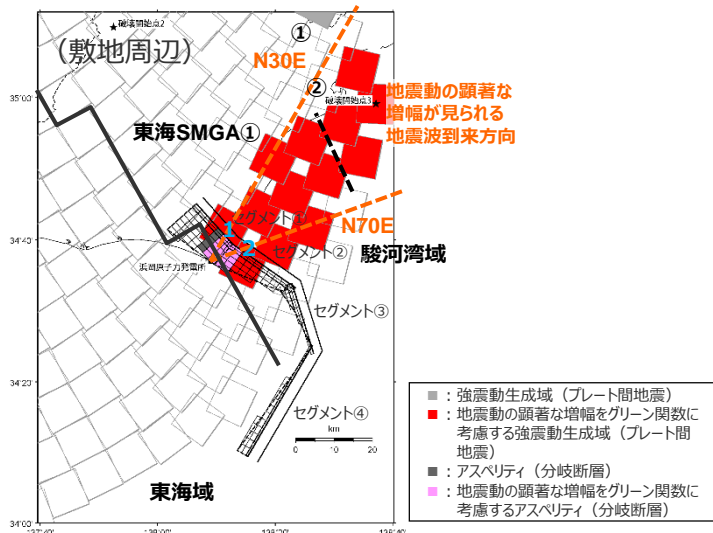 破壊開始点2
(敷地周辺)
①
N30E
②
破壊開始点3
地震動の顕著な
増幅が見られる
地震波到来方向
35°00'
東海SMGA①
N70E
セグメント①
1
34°40'
2
セグメント②
駿河湾域
浜岡原子力発電所
セグメント③
34°20'
セグメント④
km
0 10 20
東海域
34°00'
:強震動生成域(プレート間地震)
:地震動の顕著な増幅をグリーン関数に
考慮する強震動生成域(プレート間
地震)
:アスペリティ(分岐断層)
:地震動の顕著な増幅をグリーン関数に
考慮するアスペリティ(分岐断層)